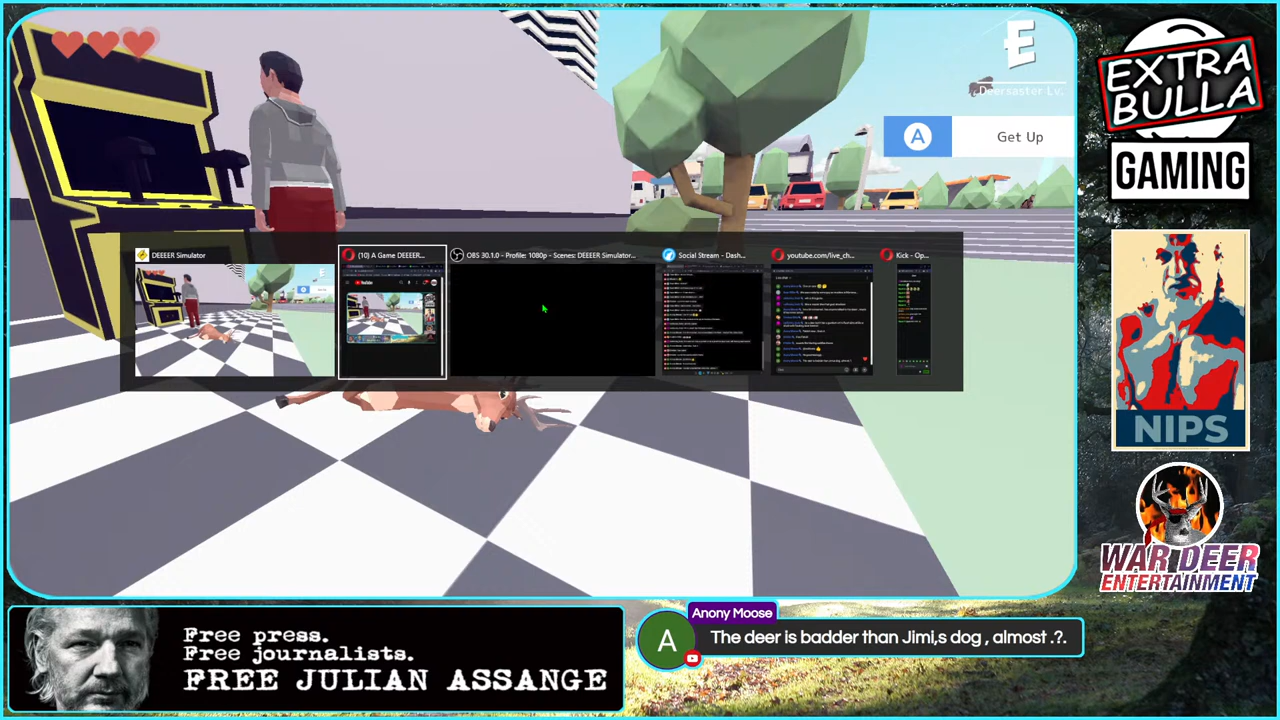 E
Deersaster Lv.
A
Get Up
DEEEER Simulator
(10) A Game DEEEER...
OBS 30.1.0 - Profile: 1080p - Scenes: DEEEER Simulator...
Social Stream - Dash...
youtube.com/live_ch...
Kick - Op...
EXTRA
BULLA
GAMING
NIPS
WAR DEER
ENTERTAINMENT
Free press.
Free journalists.
FREE JULIAN ASSANGE
Anony Moose
A
The deer is badder than Jimi,s dog , almost .?.